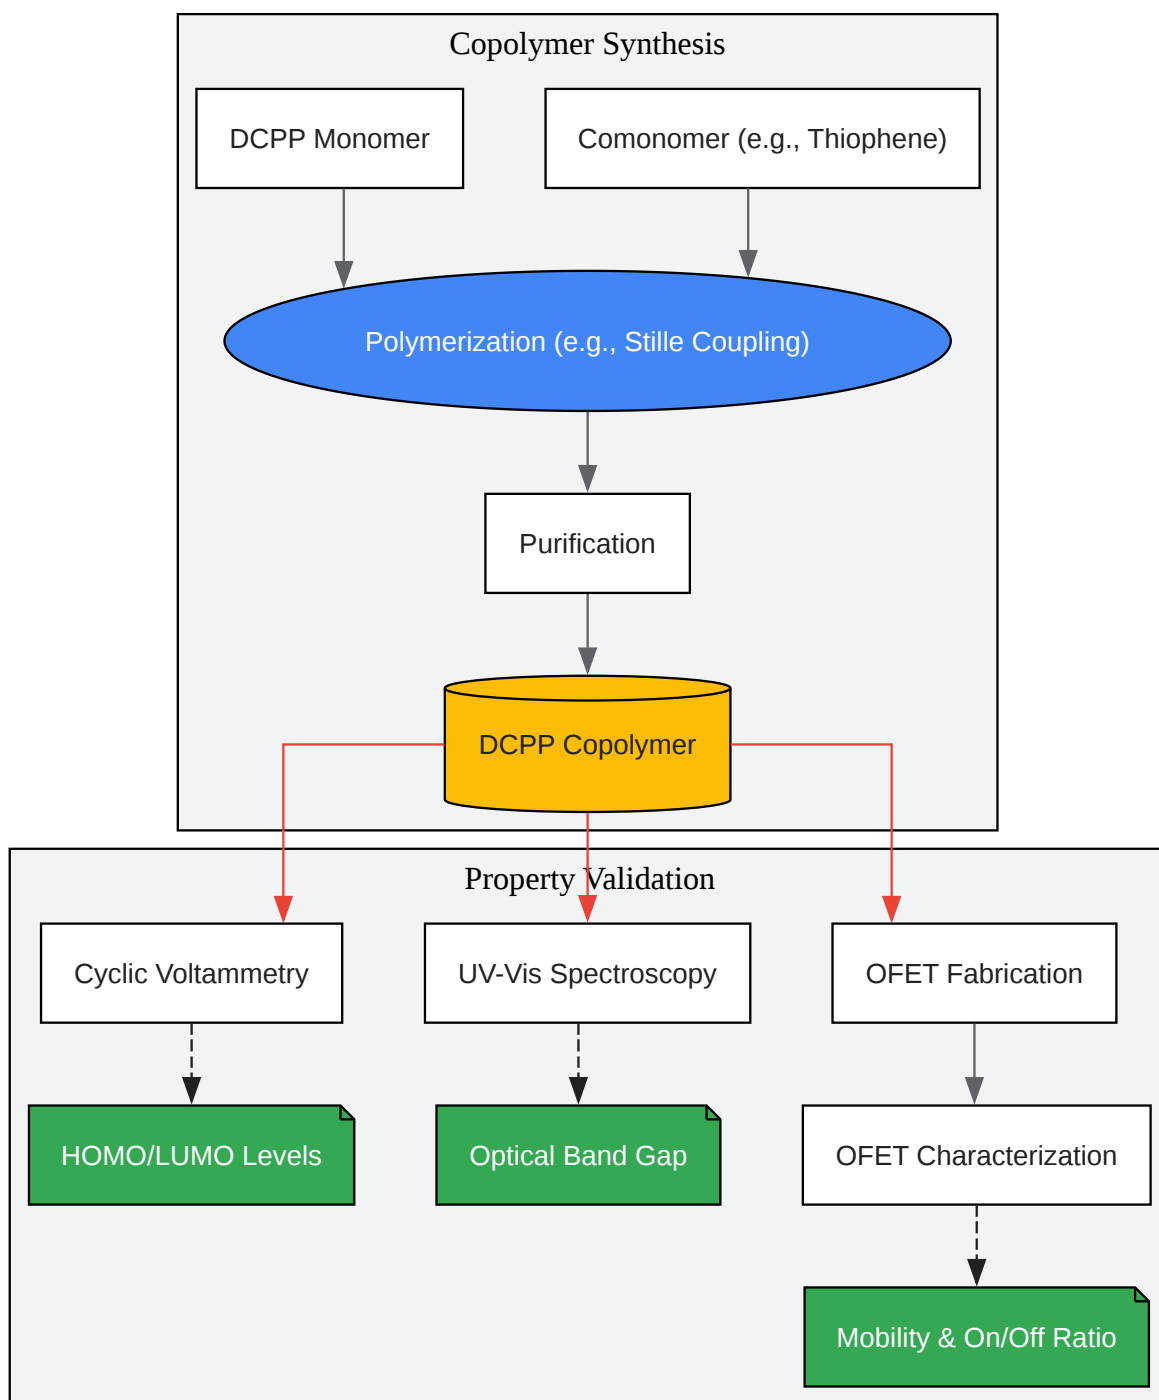 Copolymer Synthesis
DCPP Monomer
Comonomer (e.g., Thiophene)
Polymerization (e.g., Stille Coupling)
Purification
DCPP Copolymer
Property Validation
Cyclic Voltammetry
UV-Vis Spectroscopy
OFET Fabrication
HOMO/LUMO Levels
Optical Band Gap
OFET Characterization
Mobility & On/Off Ratio